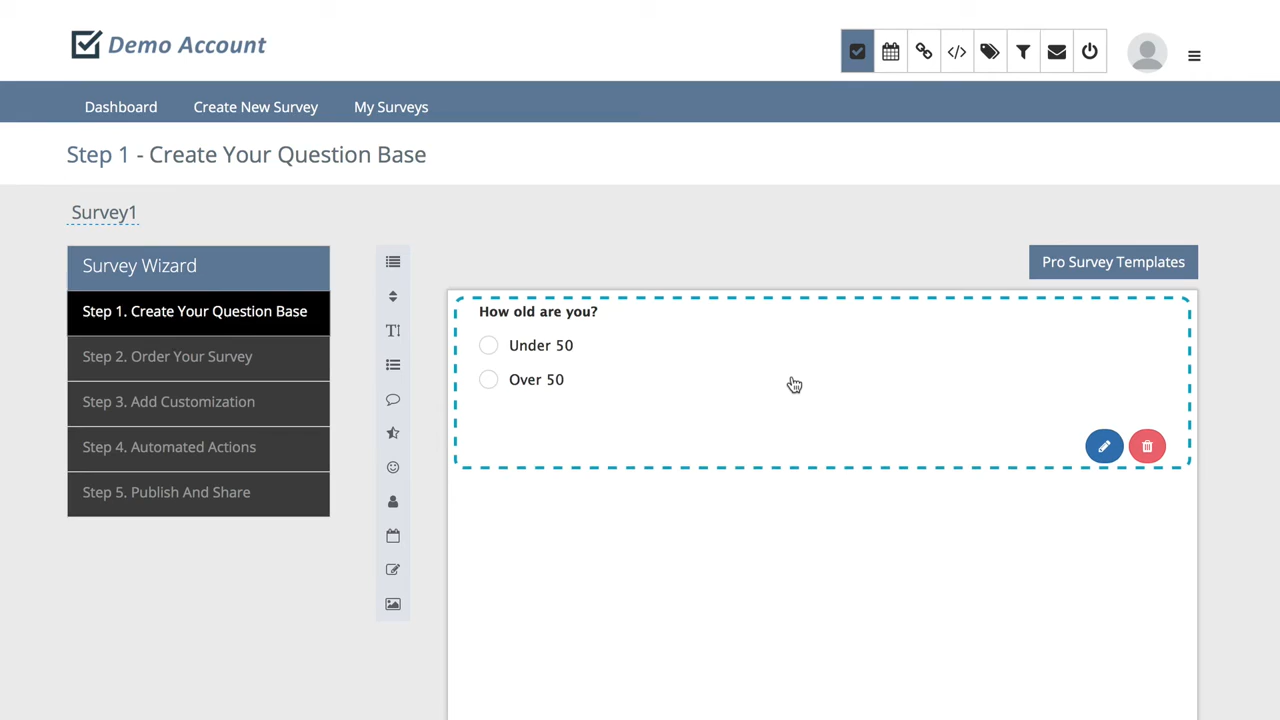 Demo Account
Dashboard
Create New Survey
My Surveys
Step 1 - Create Your Question Base
Survey1
Survey Wizard
Step 1. Create Your Question Base
Step 2. Order Your Survey
Step 3. Add Customization
Step 4. Automated Actions
Step 5. Publish And Share
Pro Survey Templates
How old are you?
Under 50
Over 50